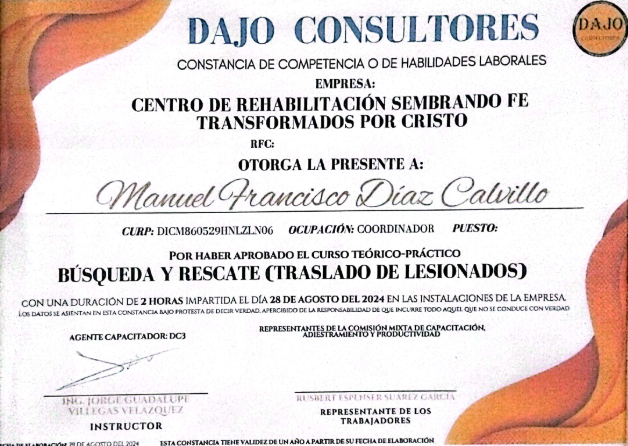 DAJO CONSULTORES
DAJO
CONSULTORES
CONSTANCIA DE COMPETENCIA O DE HABILIDADES LABORALES
EMPRESA:
CENTRO DE REHABILITACIÓN SEMBRANDO FE
TRANSFORMADOS POR CRISTO
RFC:
OTORGA LA PRESENTE A:
Manuel Francisco Díaz Calvillo
CURP: DICM860529HNLZLN06 OCUPACIÓN: COORDINADOR PUESTO:
POR HABER APROBADO EL CURSO TEÓRICO-PRÁCTICO
BÚSQUEDA Y RESCATE (TRASLADO DE LESIONADOS)
CON UNA DURACIÓN DE 2 HORAS IMPARTIDA EL DÍA 28 DE AGOSTO DEL 2024 EN LAS INSTALACIONES DE LA EMPRESA.
LOS DATOS SE ASIENTAN EN ESTA CONSTANCIA BAJO PROTESTA DE DECIR VERDAD, APERCIBIDO DE LA RESPONSABILIDAD DE QUE INCURRE TODO AQUEL QUE NO SE CONDUCE CON VERDAD
AGENTE CAPACITADOR: DC3
REPRESENTANTES DE LA COMISIÓN MIXTA DE CAPACITACIÓN,
ADIESTRAMIENTO Y PRODUCTIVIDAD
ING. JORGE GUADALUPE
VILLEGAS VELAZQUEZ
INSTRUCTOR
RUSBERT ESPENSER SUAREZ GARCIA
REPRESENTANTE DE LOS
TRABAJADORES
FECHA DE ELABORACIÓN: 29 DE AGOSTO DEL 2024
ESTA CONSTANCIA TIENE VALIDEZ DE UN AÑO A PARTIR DE SU FECHA DE ELABORACIÓN